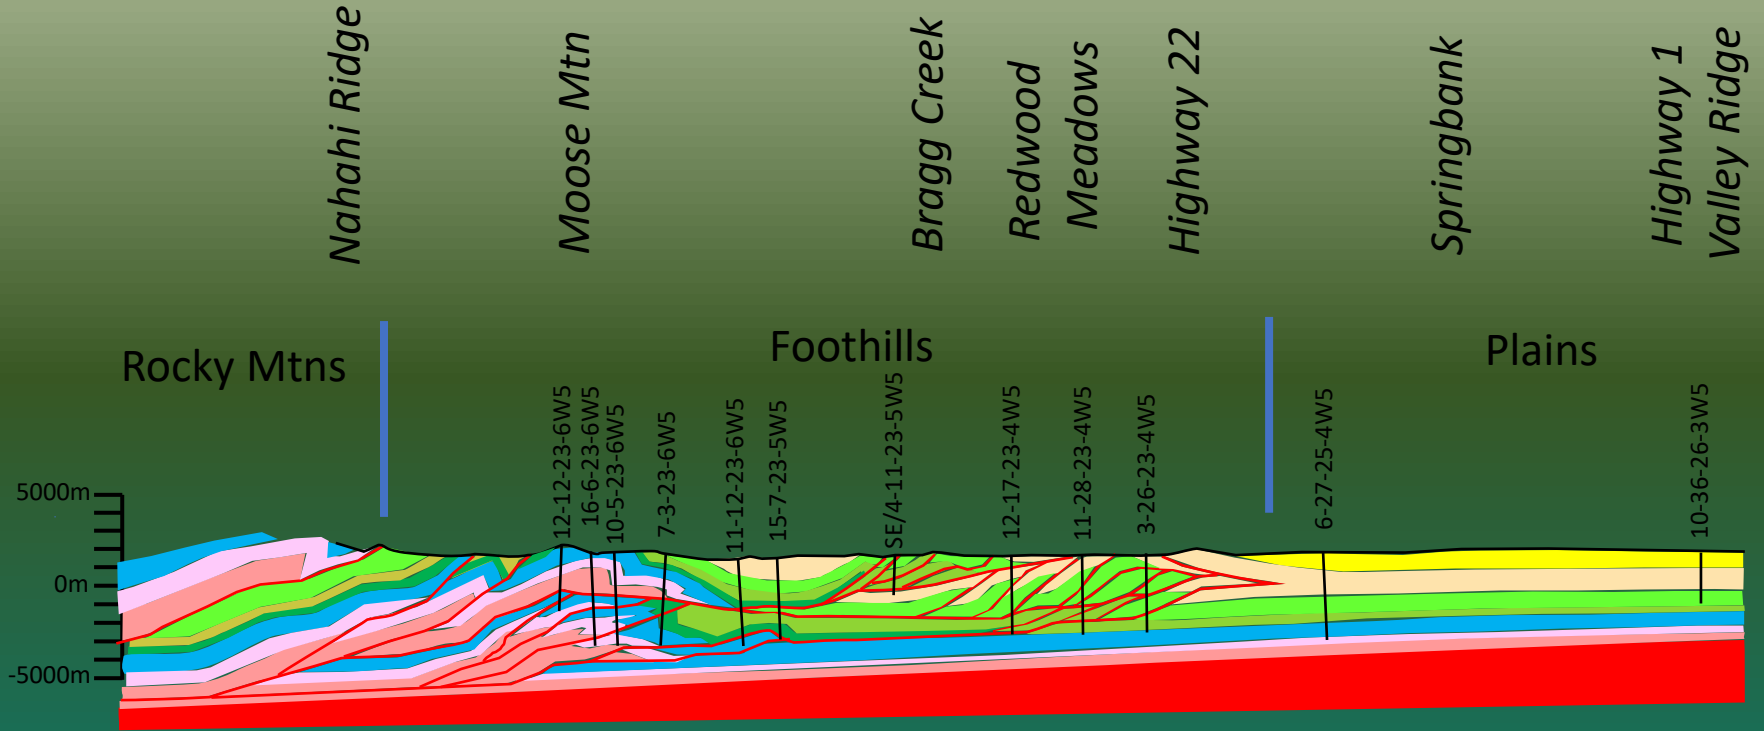 Nahahi Ridge
Moose Mtn
Bragg Creek
Redwood
Meadows
Highway 22
Springbank
Highway 1
Valley Ridge
Rocky Mtns
Foothills
Plains
12-12-23-6W5
16-6-23-6W5
10-5-23-6W5
7-3-23-6W5
11-12-23-6W5
15-7-23-5W5
SE/4-11-23-5W5
12-17-23-4W5
11-28-23-4W5
3-26-23-4W5
6-27-25-4W5
10-36-26-3W5
5000m
0m
-5000m